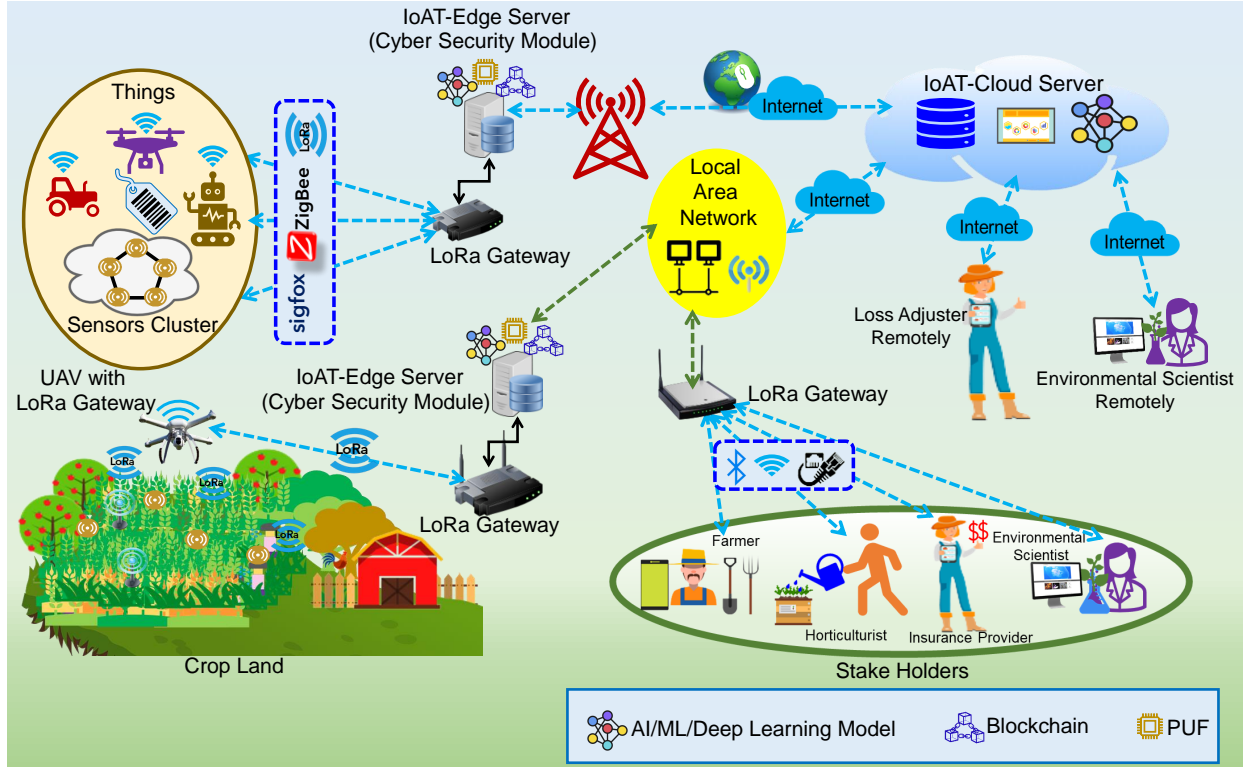 IoAT-Edge Server
(Cyber Security Module)
Things
LoRa
ZigBee
sigfox
Sensors Cluster
LoRa Gateway
Internet
IoAT-Cloud Server
Local
Area
Network
Internet
Internet
Internet
Loss Adjuster
Remotely
Environmental Scientist
Remotely
UAV with
LoRa Gateway
IoAT-Edge Server
(Cyber Security Module)
LoRa
LoRa
LoRa
LoRa
LoRa Gateway
LoRa Gateway
Crop Land
Farmer
Horticulturist
$$
Insurance Provider
Environmental
Scientist
Stake Holders
AI/ML/Deep Learning Model
Blockchain
PUF